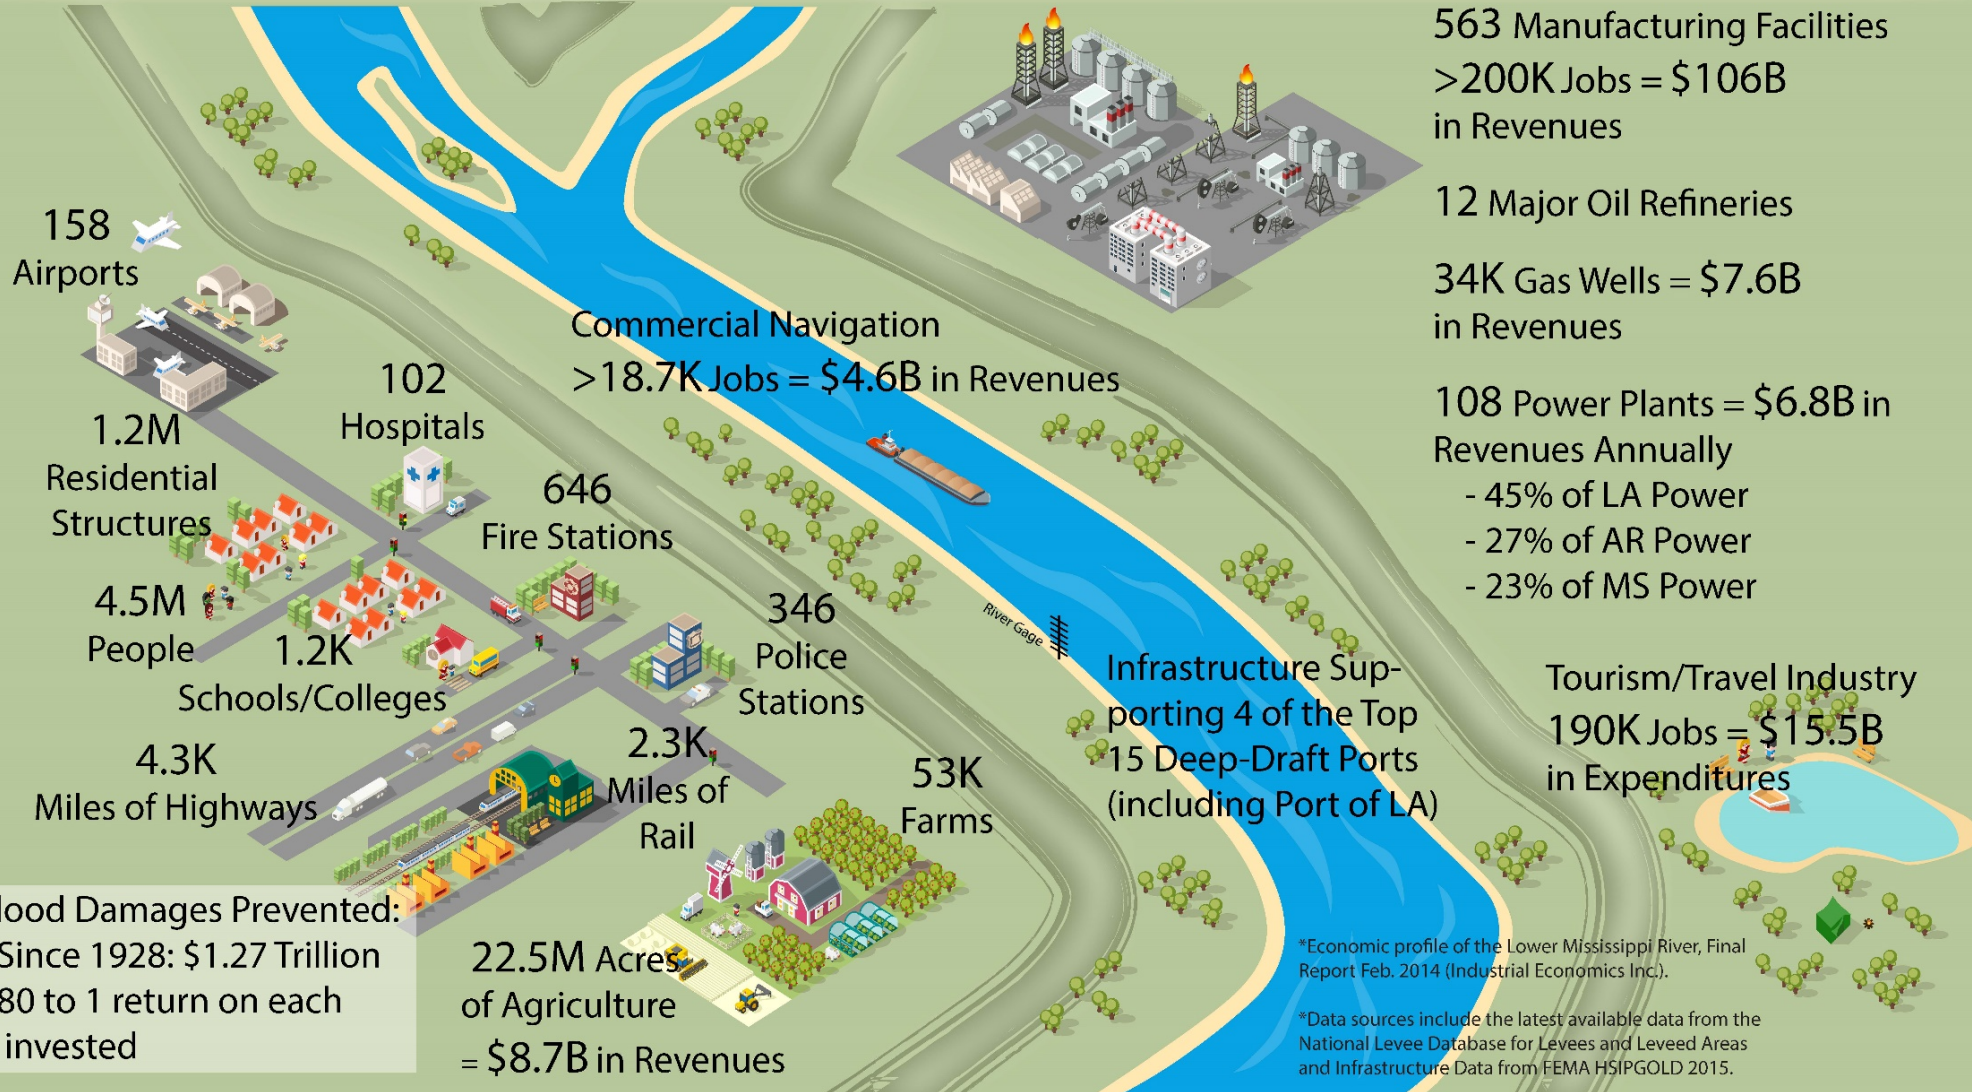 563 Manufacturing Facilities
>200K Jobs = $106B
in Revenues
12 Major Oil Refineries
34K Gas Wells = $7.6B
in Revenues
108 Power Plants = $6.8B in
Revenues Annually
- 45% of LA Power
- 27% of AR Power
- 23% of MS Power
158
Airports
Commercial Navigation
>18.7K Jobs = $4.6B in Revenues
102
Hospitals
1.2M
Residential
Structures
646
Fire Stations
4.5M
People
1.2K
Schools/Colleges
346
Police
Stations
River Gage
Infrastructure Sup-
porting 4 of the Top
15 Deep-Draft Ports
(including Port of LA)
Tourism/Travel Industry
190K Jobs = $15.5B
in Expenditures
4.3K
Miles of Highways
2.3K
Miles of
Rail
53K
Farms
lood Damages Prevented:
Since 1928: $1.27 Trillion
80 to 1 return on each
invested
22.5M Acres
of Agriculture
= $8.7B in Revenues
*Economic profile of the Lower Mississippi River, Final
Report Feb. 2014 (Industrial Economics Inc.).
*Data sources include the latest available data from the
National Levee Database for Levees and Leveed Areas
and Infrastructure Data from FEMA HSIPGOLD 2015.